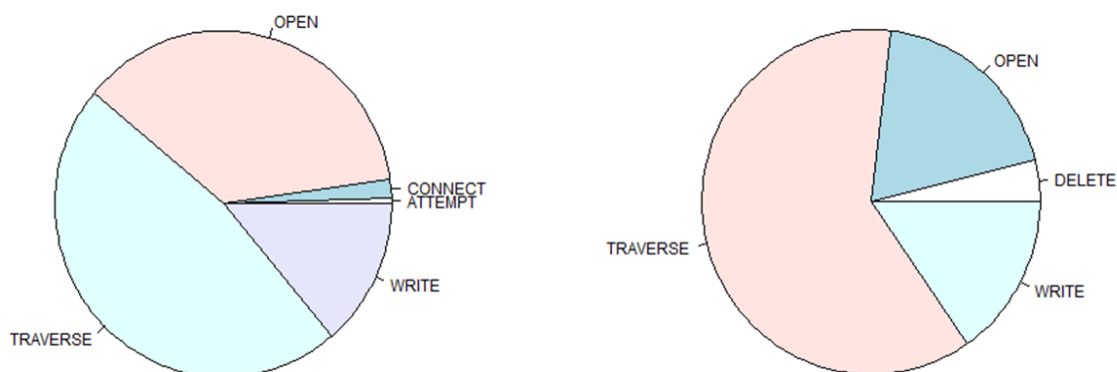 OPEN
CONNECT
ATTEMPT
WRITE
TRAVERSE
OPEN
DELETE
TRAVERSE
WRITE